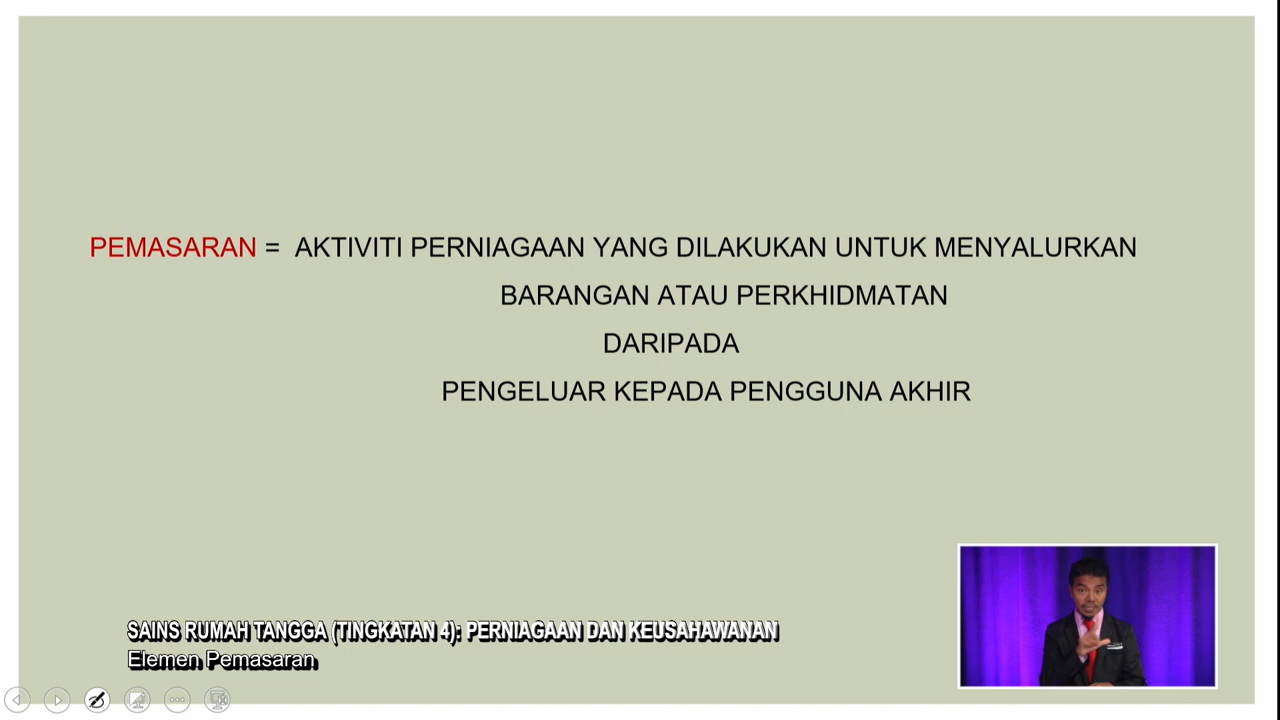 PEMASARAN = AKTIVITI PERNIAGAAN YANG DILAKUKAN UNTUK MENYALURKAN
BARANGAN ATAU PERKHIDMATAN
DARIPADA
PENGELUAR KEPADA PENGGUNA AKHIR
SAINS RUMAH TANGGA (TINGKATAN 4): PERNIAGAAN DAN KEUSAHAWANAN
Elemen Pemasaran